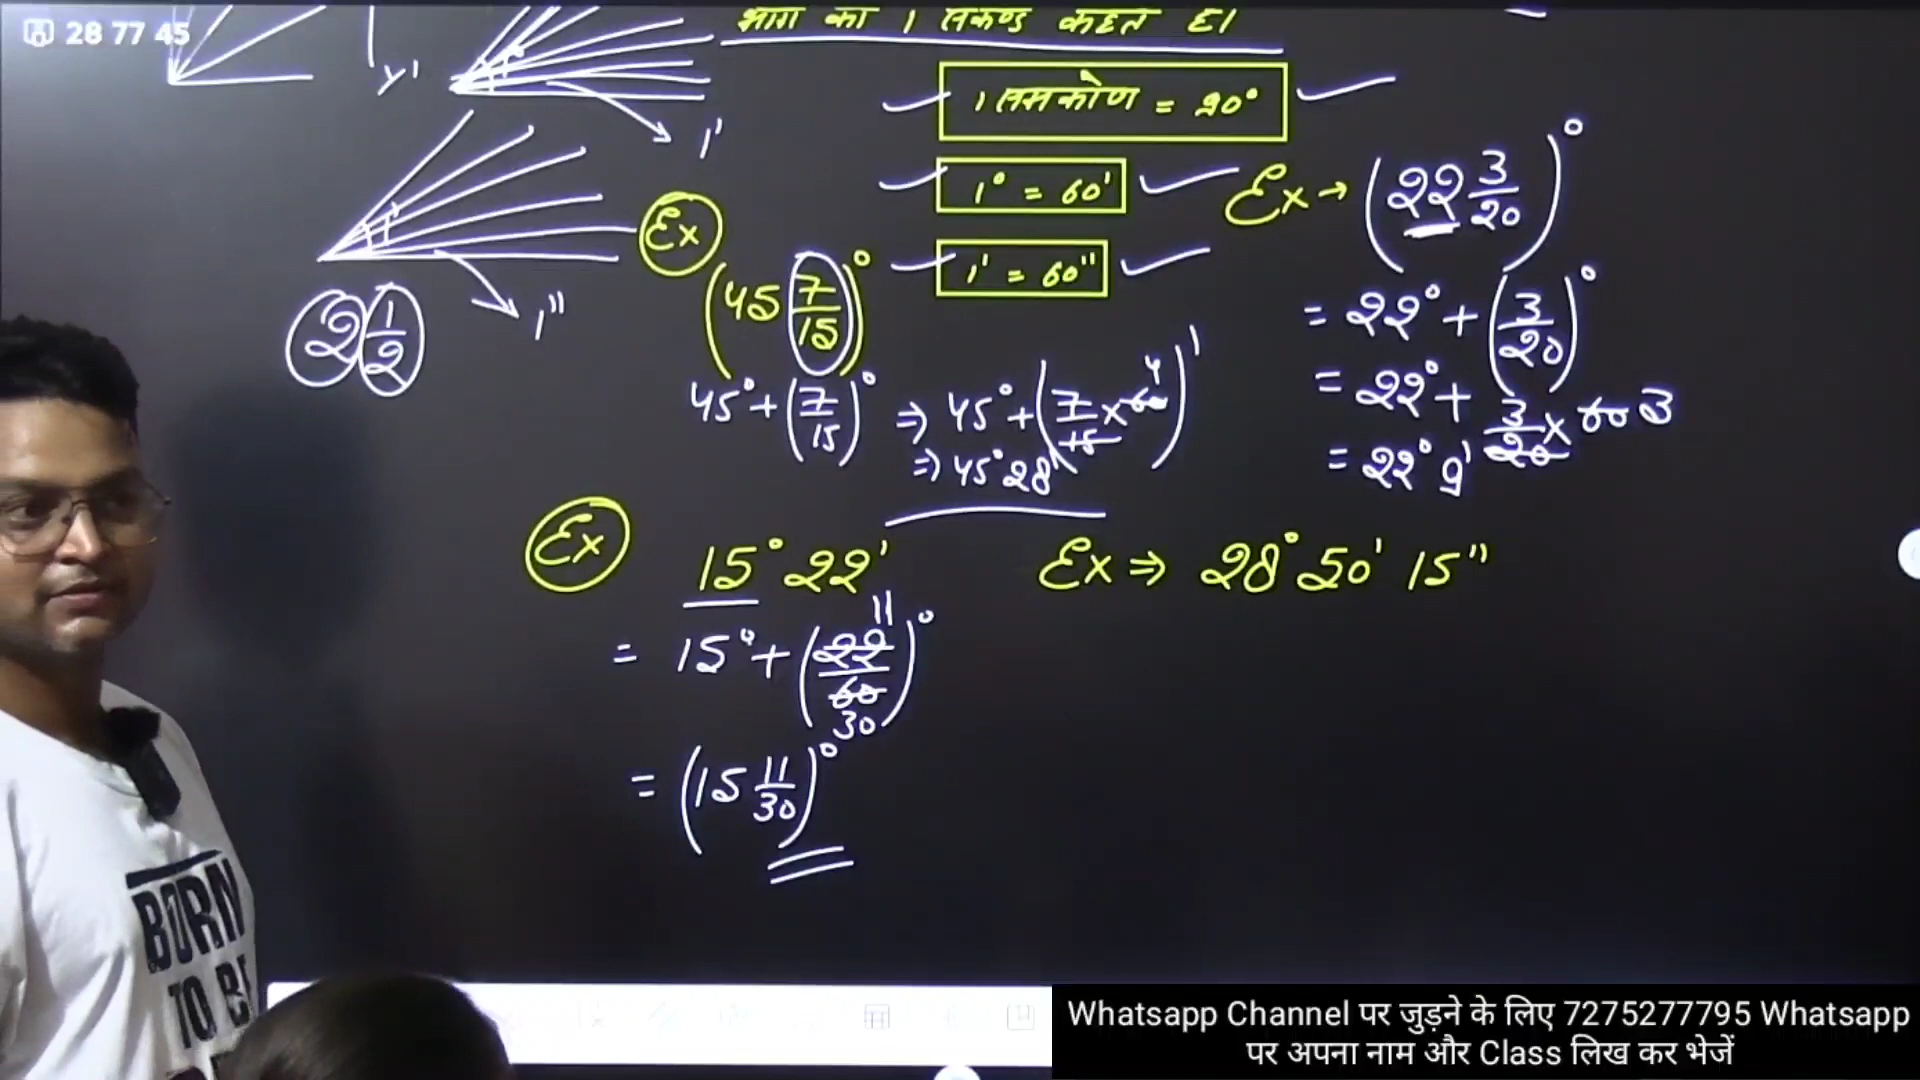 28 77 45
भाग को 1 सेकण्ड कहते है।
y'
1'
1 समकोण = 90°
1° = 60'
1' = 60"
1"
2 1/2
Ex
(45 7/15)°
45° + (7/15)° ⇒ 45° + (7/15 × 60 4)'
⇒ 45° 28'
Ex → (22 3/20)°
= 22° + (3/20)°
= 22° + 3/20 × 60 3
= 22° 9'
Ex 15° 22'
= 15° + (22 11/60 30)°
= (15 11/30)°
Ex ⇒ 28° 50' 15"
BORN
TO BE
Whatsapp Channel पर जुड़ने के लिए 7275277795 Whatsapp
पर अपना नाम और Class लिख कर भेजें